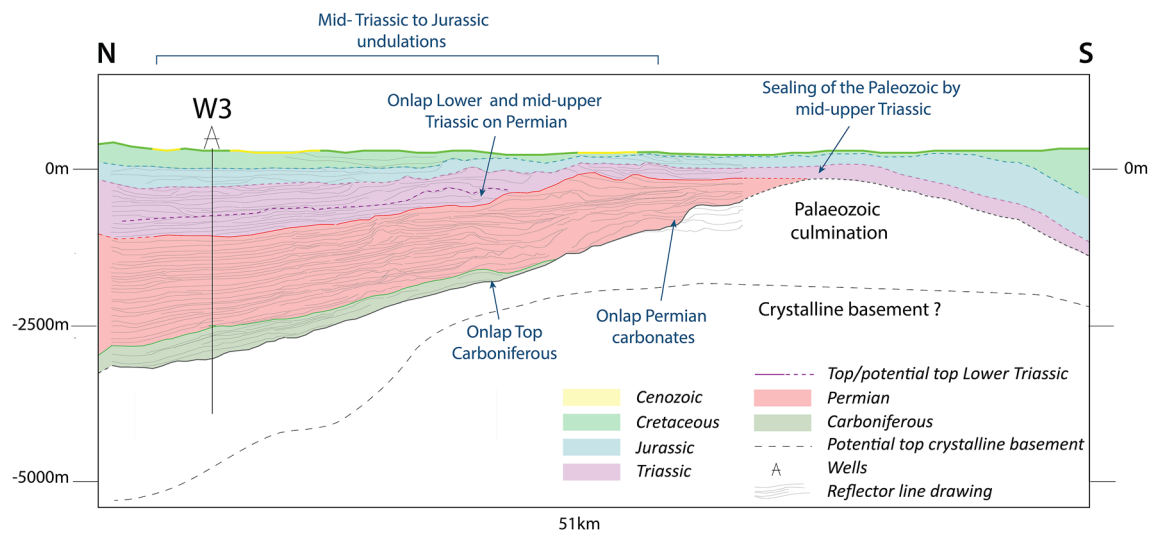 Mid- Triassic to Jurassic
undulations
N
S
W3
Onlap Lower and mid-upper
Triassic on Permian
Sealing of the Paleozoic by
mid-upper Triassic
0m
0m
Palaeozoic
culmination
-2500m
Crystalline basement ?
Onlap Permian
carbonates
Onlap Top
Carboniferous
Top/potential top Lower Triassic
Cenozoic
Permian
Cretaceous
Carboniferous
Jurassic
Potential top crystalline basement
Triassic
Wells
-5000m
Reflector line drawing
51km